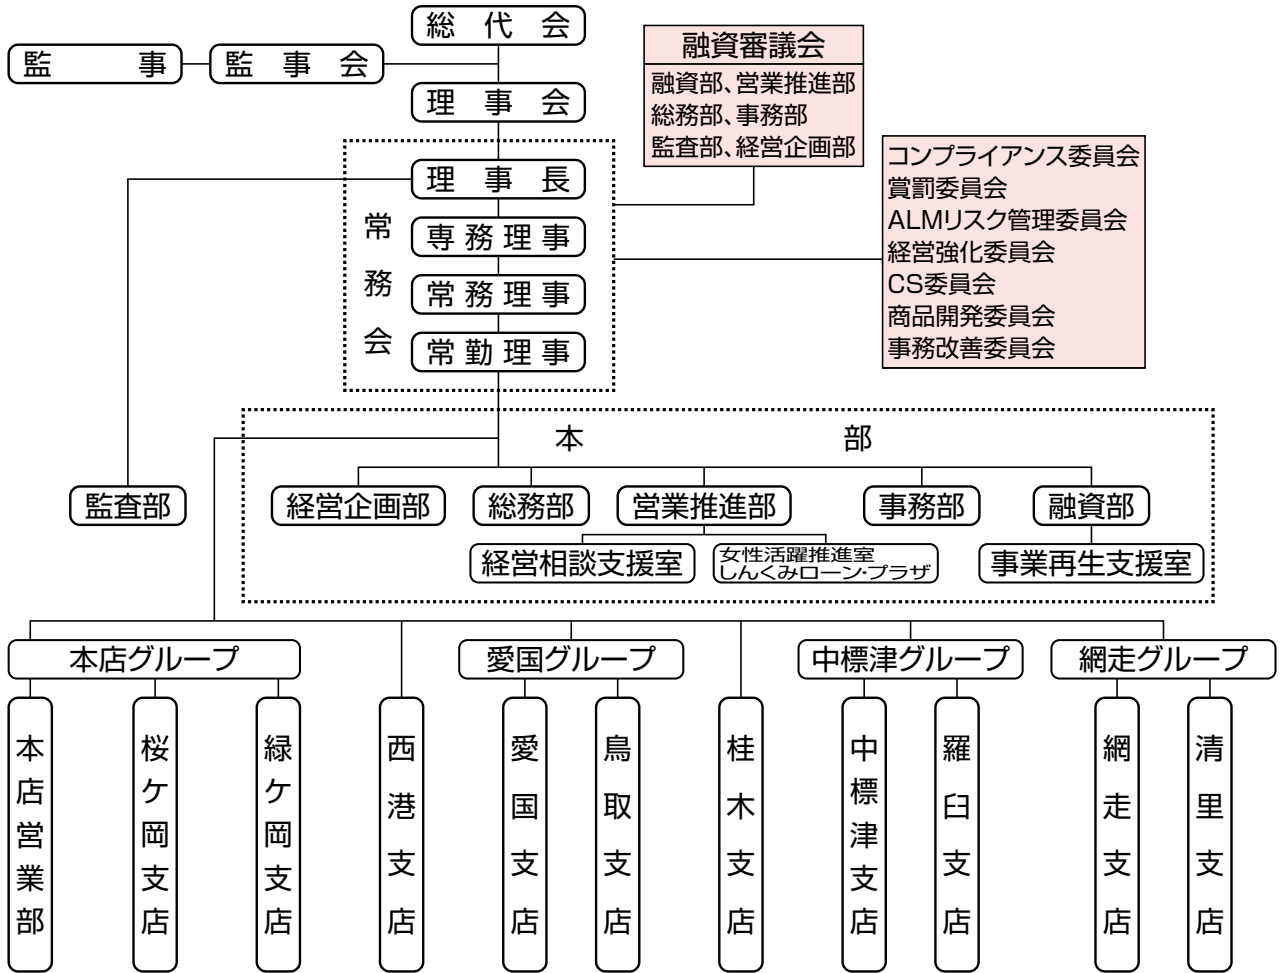 総代会
監事
監事会
理事会
融資審議会
融資部、営業推進部
総務部、事務部
監査部、経営企画部
常務会
理事長
専務理事
常務理事
常勤理事
コンプライアンス委員会
賞罰委員会
ALMリスク管理委員会
経営強化委員会
CS委員会
商品開発委員会
事務改善委員会
本部
監査部
経営企画部
総務部
営業推進部
事務部
融資部
経営相談支援室
女性活躍推進室
しんくみローン・プラザ
事業再生支援室
本店グループ
愛国グループ
中標津グループ
網走グループ
本店営業部
桜ケ岡支店
緑ケ岡支店
西港支店
愛国支店
鳥取支店
桂木支店
中標津支店
羅臼支店
網走支店
清里支店